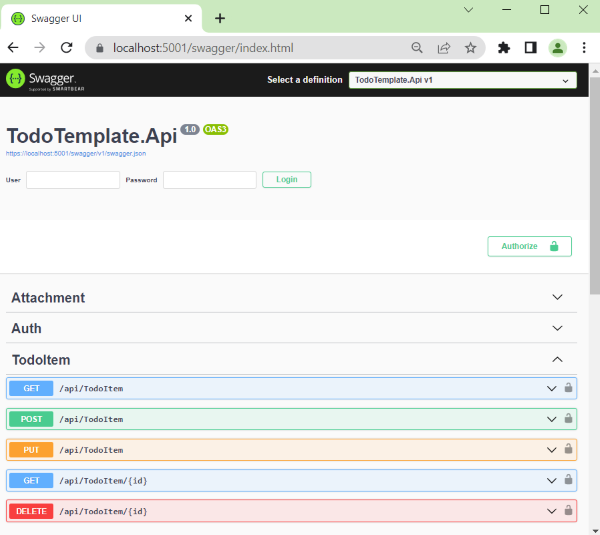 Swagger UI
localhost:5001/swagger/index.html
Swagger.
Supported by SMARTBEAR
Select a definition
TodoTemplate.Api v1
TodoTemplate.Api 1.0 OAS3
https://localhost:5001/swagger/v1/swagger.json
User Password Login
Authorize
Attachment
Auth
TodoItem
GET /api/TodoItem
POST /api/TodoItem
PUT /api/TodoItem
GET /api/TodoItem/{id}
DELETE /api/TodoItem/{id}